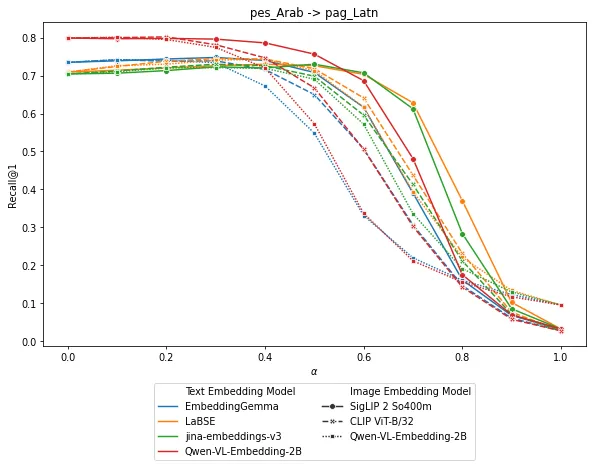 pes_Arab -> pag_Latn
Recall@1
0.8
0.7
0.6
0.5
0.4
0.3
0.2
0.1
0.0
0.0 0.2 0.4 0.6 0.8 1.0
α
Text Embedding Model Image Embedding Model
EmbeddingGemma SigLIP 2 So400m
LaBSE CLIP ViT-B/32
jina-embeddings-v3 Qwen-VL-Embedding-2B
Qwen-VL-Embedding-2B